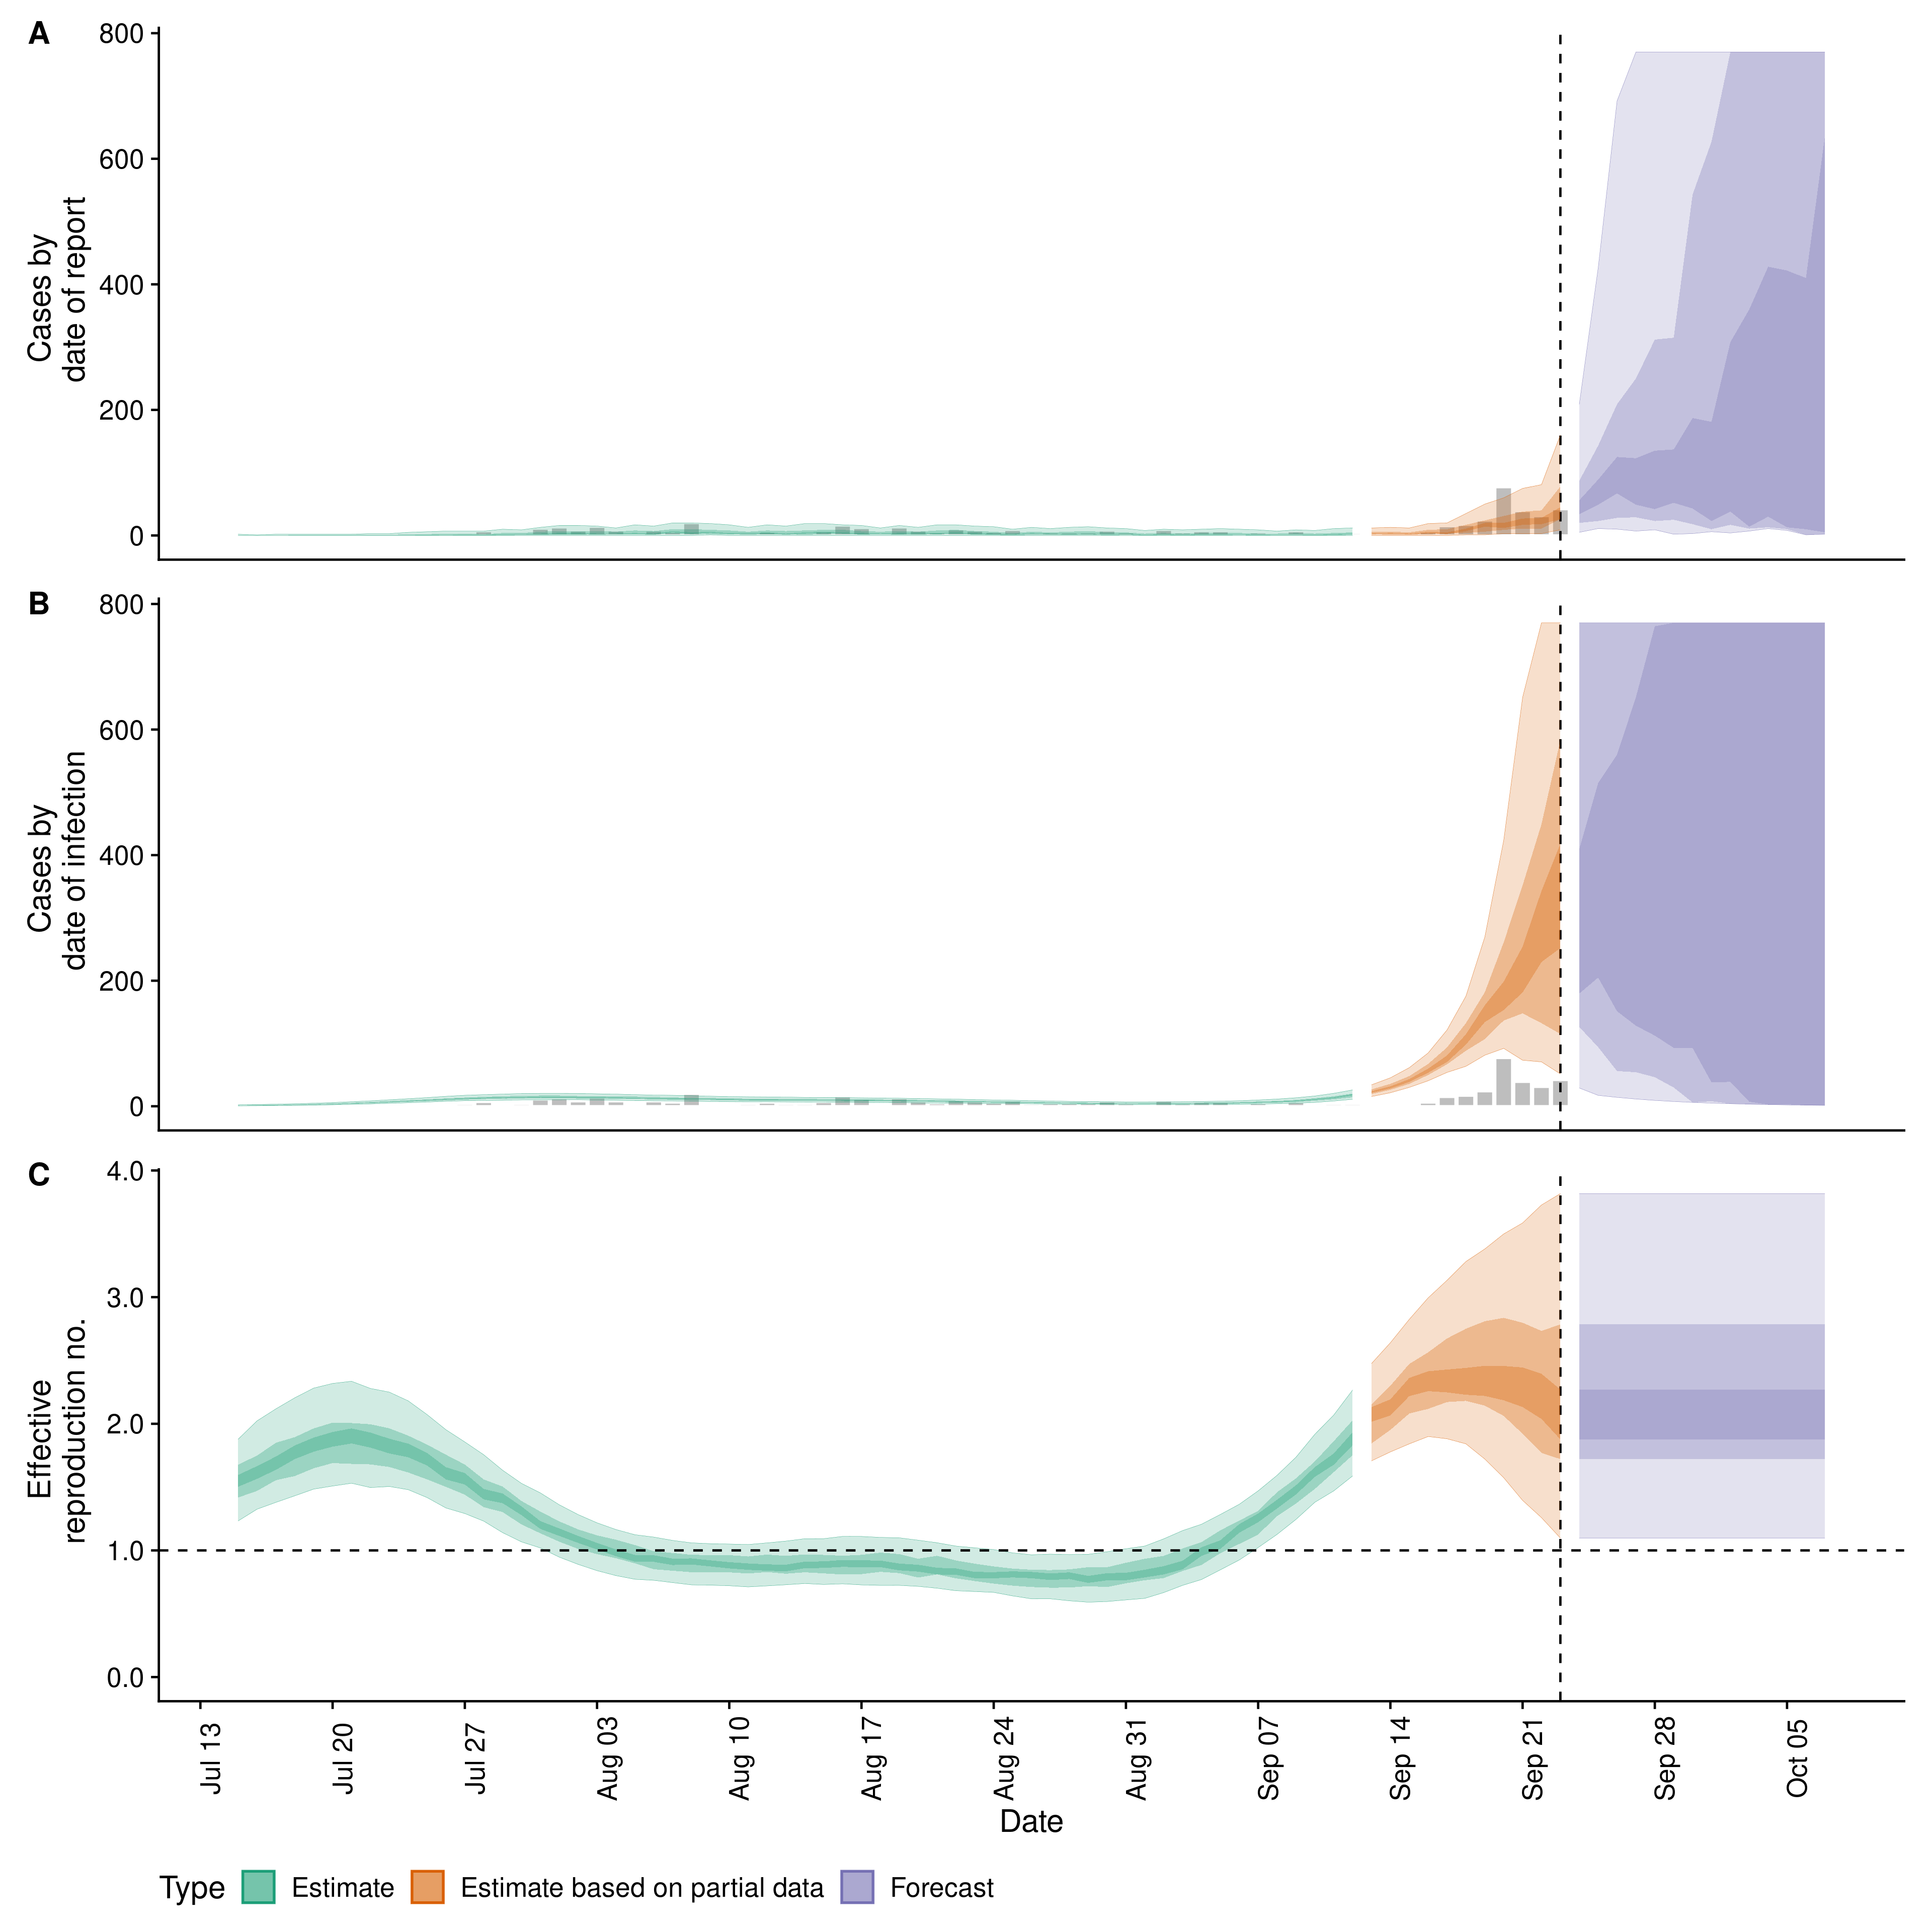 A
800
600
400
200
0
Cases by
date of report
B
800
600
400
200
0
Cases by
date of infection
C
4.0
3.0
2.0
1.0
0.0
Effective
reproduction no.
Jul 13
Jul 20
Jul 27
Aug 03
Aug 10
Aug 17
Aug 24
Aug 31
Sep 07
Sep 14
Sep 21
Sep 28
Oct 05
Date
Type Estimate Estimate based on partial data Forecast